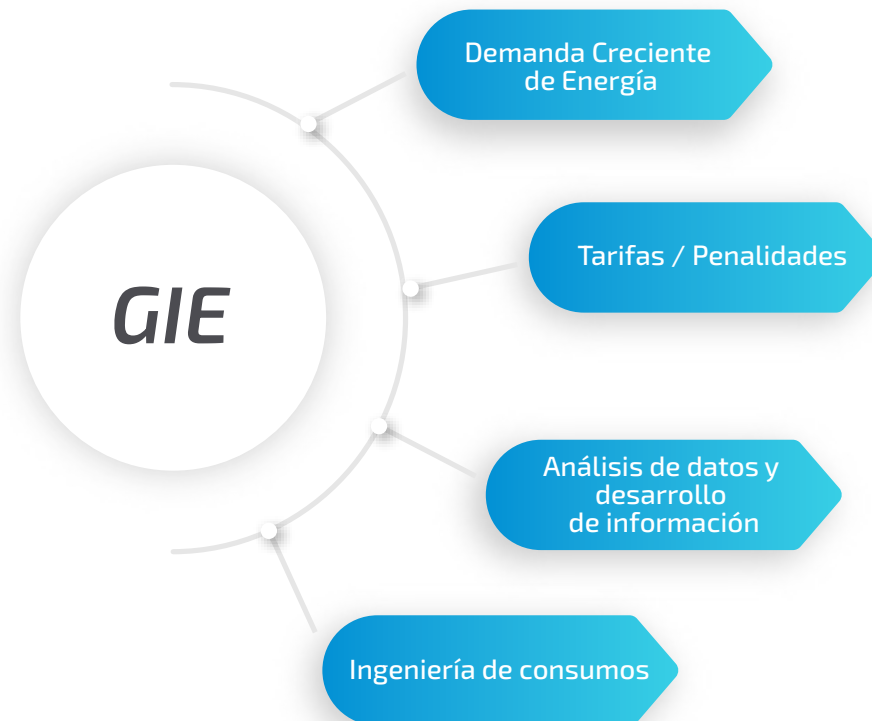 Demanda Creciente
de Energía
Tarifas / Penalidades
GIE
Análisis de datos y
desarrollo
de información
Ingeniería de consumos